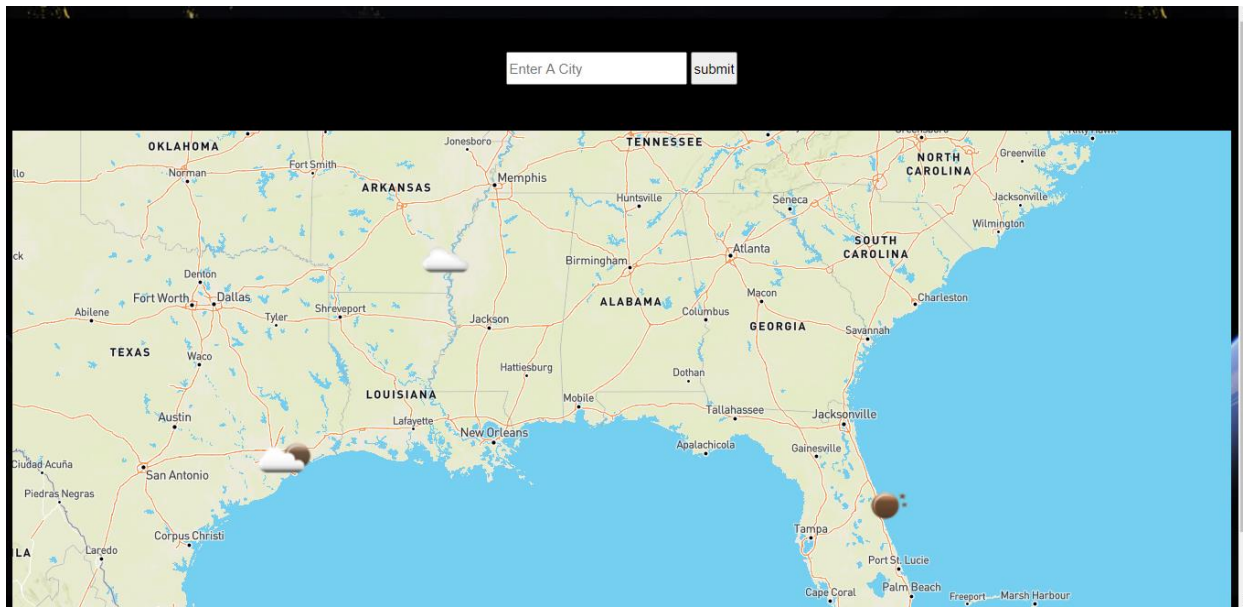 Enter A City
submit
OKLAHOMA
Jonesboro
TENNESSEE
NORTH
CAROLINA
Greenville
Norman
Fort Smith
ARKANSAS
Memphis
Huntsville
Seneca
Jacksonville
Wilmington
SOUTH
CAROLINA
Atlanta
Birmingham
Denton
Fort Worth
Dallas
ALABAMA
Macon
Charleston
Abilene
Tyler
Shreveport
Jackson
Columbus
GEORGIA
Savannah
TEXAS
Waco
Hattiesburg
Dothan
LOUISIANA
Mobile
Tallahassee
Jacksonville
Austin
Lafayette
New Orleans
Apalachicola
Gainesville
Ciudad Acuña
San Antonio
Piedras Negras
Tampa
Corpus Christi
Laredo
Port St. Lucie
Cape Coral
Palm Beach
Freeport
Marsh Harbour